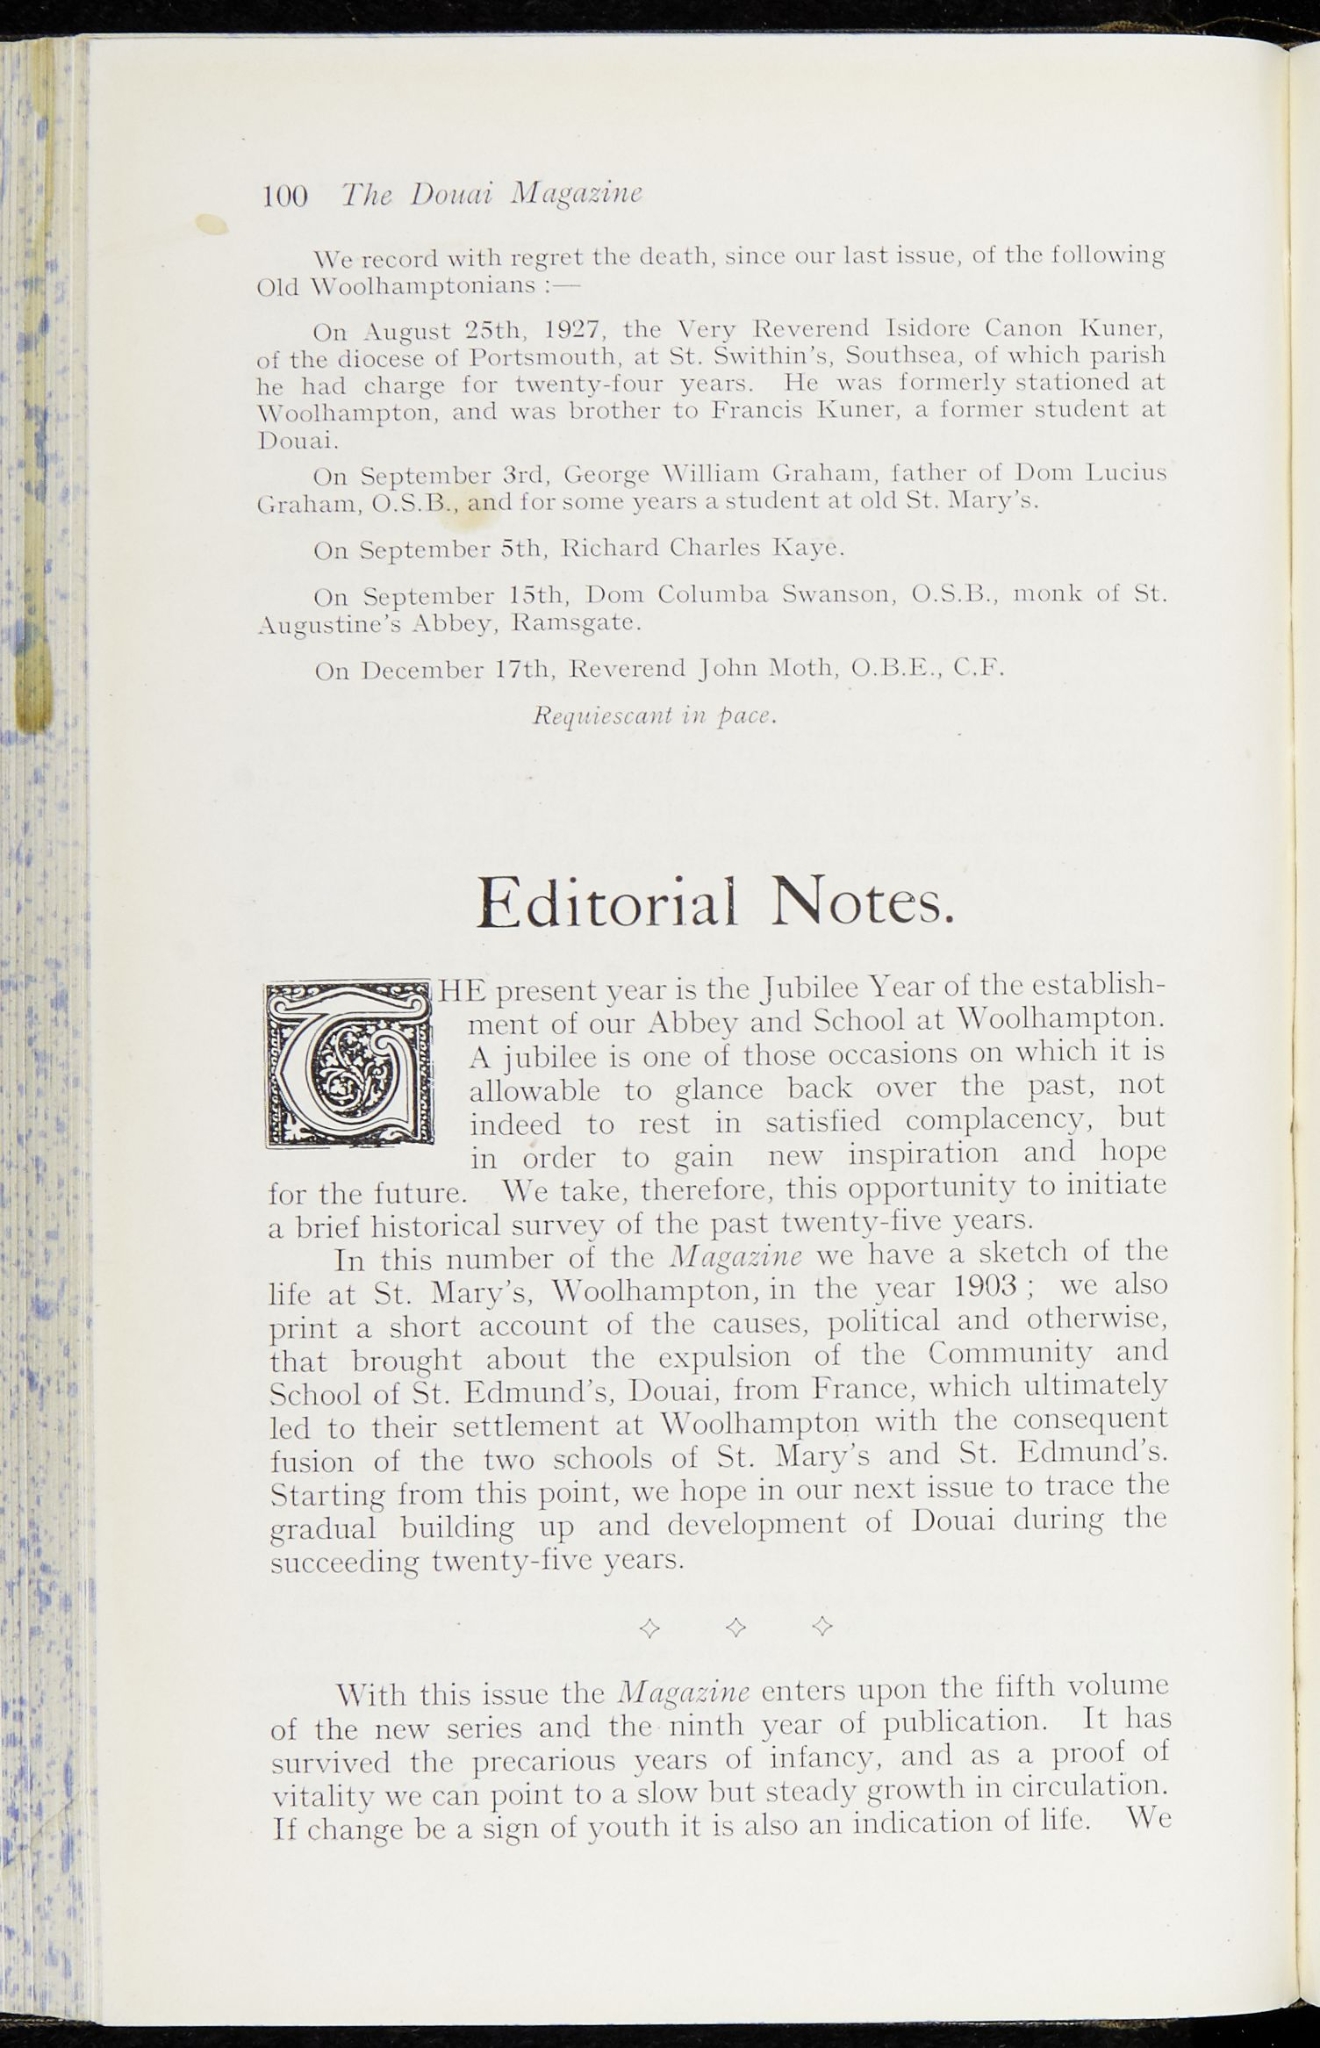 100 The Douai Magazine
We record with regret the death, since our last issue, of the following
Old Woolhamptonians :—
On August 25th, 1927, the Very Reverend Isidore Canon Kuner,
of the diocese of Portsmouth, at St. Swithin's, Southsea, of which parish
he had charge for twenty-four years. He was formerly stationed at
Woolhampton, and was brother to Francis Kuner, a former student at
Douai.
On September 3rd, George William Graham, father of Dom Lucius
Graham, O.S.B., and for some years a student at old St. Mary's.
On September 5th, Richard Charles Kaye.
On September 15th, Dom Columba Swanson, O.S.B., monk of St.
Augustine's Abbey, Ramsgate.
On December 17th, Reverend John Moth, O.B.E., C.F.
Requiescant in pace.
Editorial Notes.
THE present year is the Jubilee Year of the establish-
ment of our Abbey and School at Woolhampton.
A jubilee is one of those occasions on which it is
allowable to glance back over the past, not
indeed to rest in satisfied complacency, but
in order to gain new inspiration and hope
for the future. We take, therefore, this opportunity to initiate
a brief historical survey of the past twenty-five years.
In this number of the Magazine we have a sketch of the
life at St. Mary's, Woolhampton, in the year 1903 ; we also
print a short account of the causes, political and otherwise,
that brought about the expulsion of the Community and
School of St. Edmund's, Douai, from France, which ultimately
led to their settlement at Woolhampton with the consequent
fusion of the two schools of St. Mary's and St. Edmund's.
Starting from this point, we hope in our next issue to trace the
gradual building up and development of Douai during the
succeeding twenty-five years.
With this issue the Magazine enters upon the fifth volume
of the new series and the ninth year of publication. It has
survived the precarious years of infancy, and as a proof of
vitality we can point to a slow but steady growth in circulation.
If change be a sign of youth it is also an indication of life. We